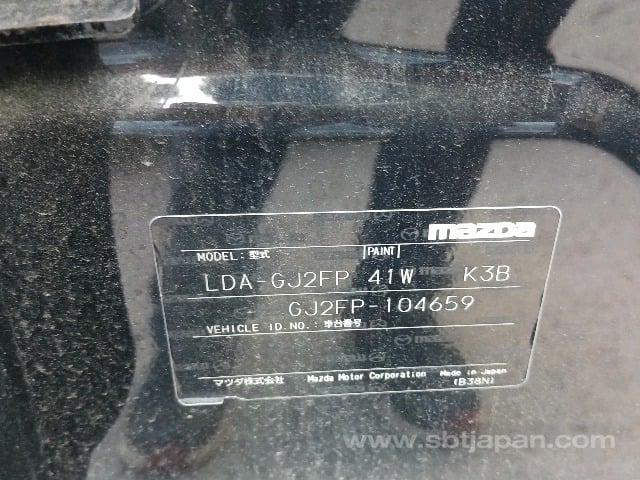 mazda
MODEL: 型式 PAINT
LDA-GJ2FP 41W K3B
GJ2FP-104659
VEHICLE ID.NO.: 車台番号
マツダ株式会社 Mazda Motor Corporation Made in Japan
(B38N)
www.sbtjapan.com